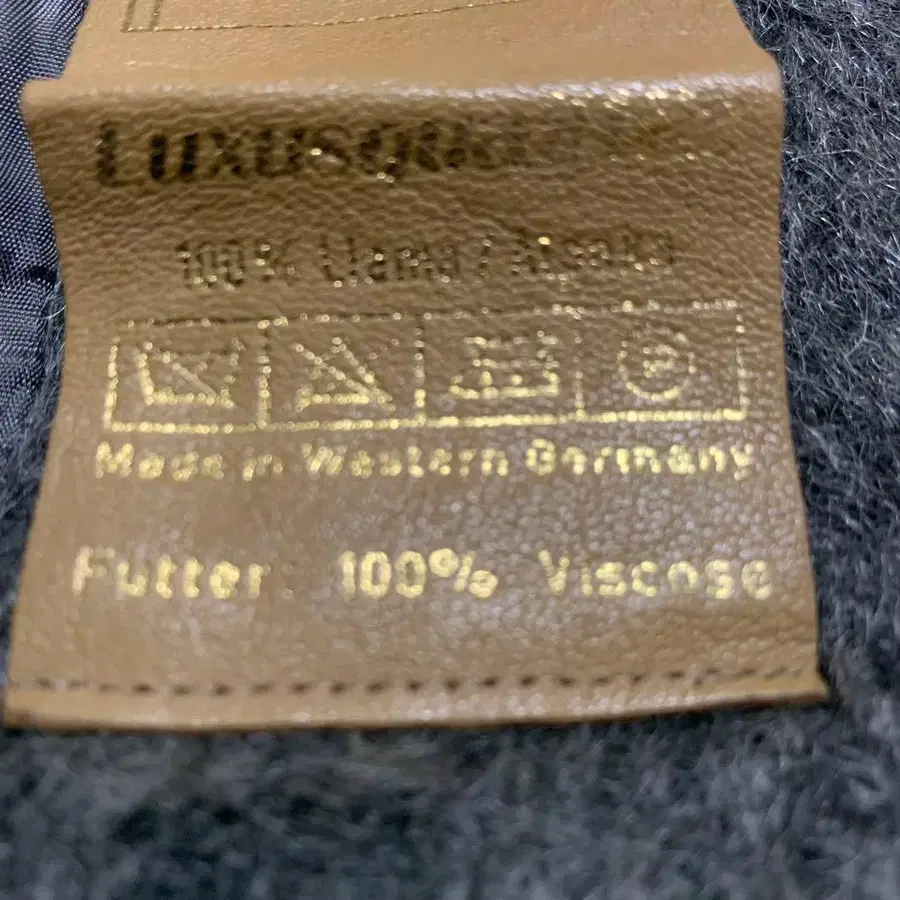 100% Llama / Alpaka
Made in Western Germany
Futter: 100% Viscose